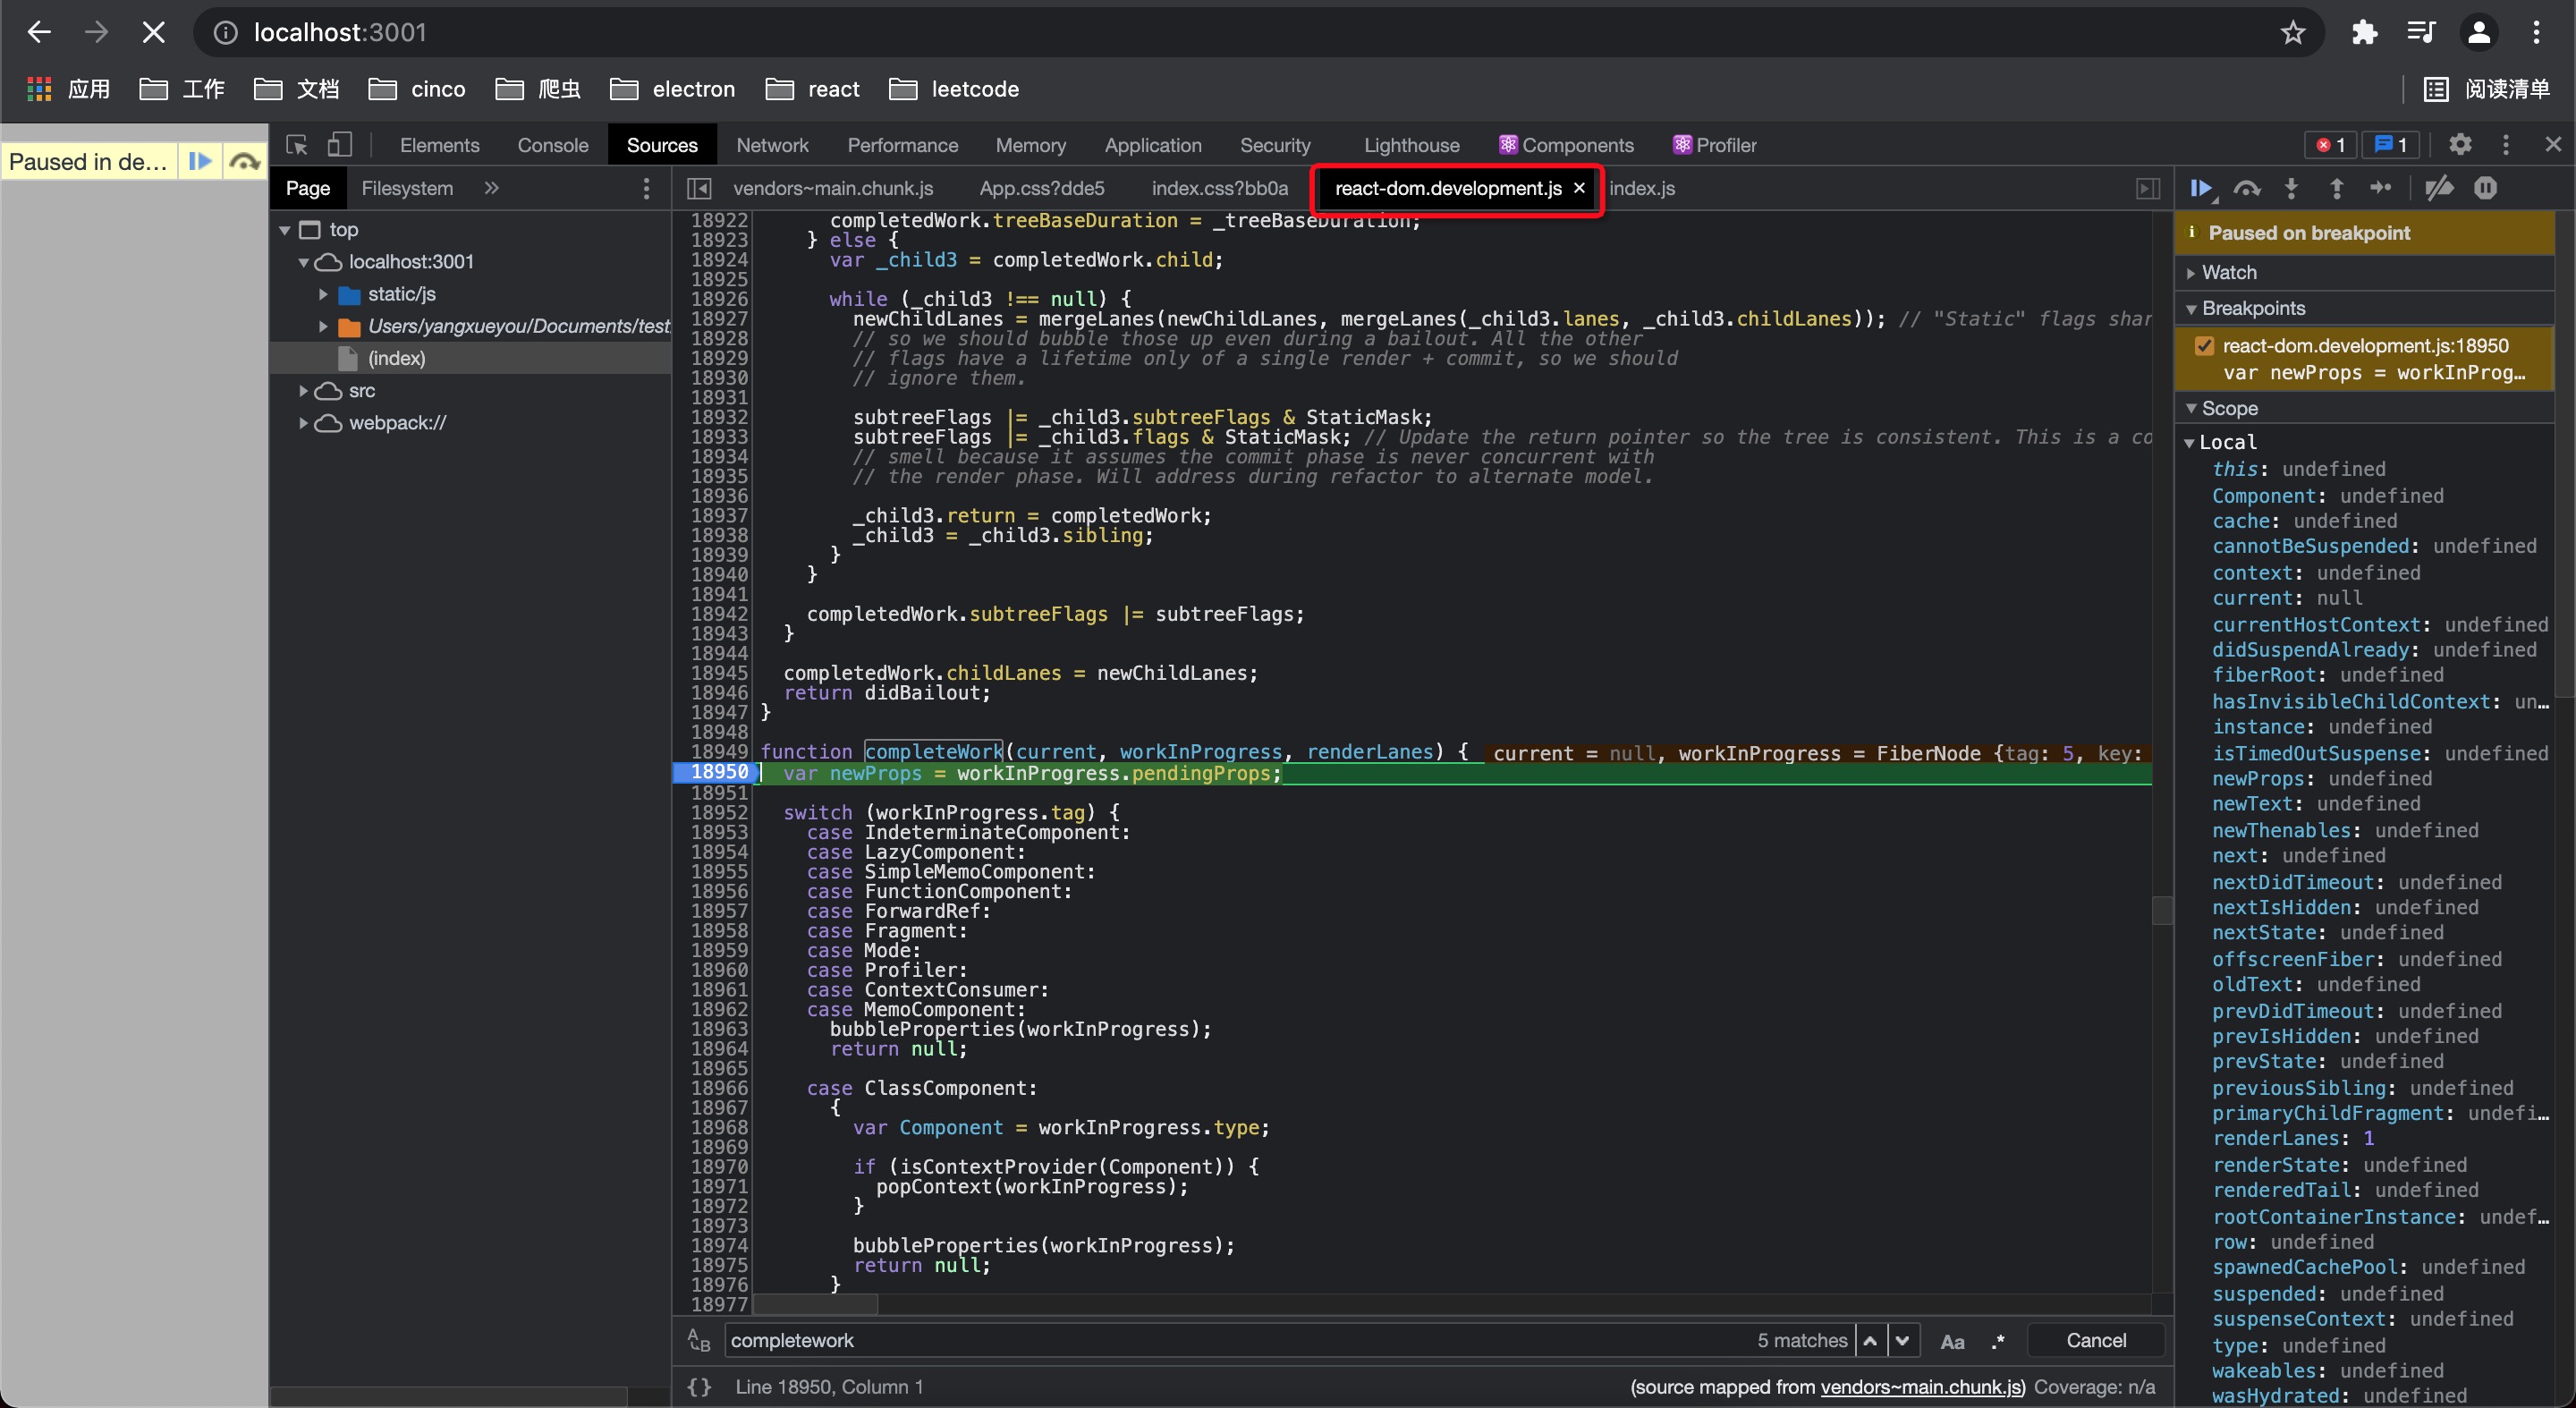 localhost:3001
应用 工作 文档 cinco 爬虫 electron react leetcode 阅读清单
Paused in de…
Elements Console Sources Network Performance Memory Application Security Lighthouse Components Profiler 1 1
Page Filesystem »
vendors~main.chunk.js App.css?dde5 index.css?bb0a react-dom.development.js × index.js
top
localhost:3001
static/js
Users/yangxueyou/Documents/test
(index)
src
webpack://
18922 completedWork.treeBaseDuration = _treeBaseDuration;
18923 } else {
18924 var _child3 = completedWork.child;
18925
18926 while (_child3 !== null) {
18927 newChildLanes = mergeLanes(newChildLanes, mergeLanes(_child3.lanes, _child3.childLanes)); // "Static" flags shar
18928 // so we should bubble those up even during a bailout. All the other
18929 // flags have a lifetime only of a single render + commit, so we should
18930 // ignore them.
18931
18932 subtreeFlags |= _child3.subtreeFlags & StaticMask;
18933 subtreeFlags |= _child3.flags & StaticMask; // Update the return pointer so the tree is consistent. This is a co
18934 // smell because it assumes the commit phase is never concurrent with
18935 // the render phase. Will address during refactor to alternate model.
18936
18937 _child3.return = completedWork;
18938 _child3 = _child3.sibling;
18939 }
18940 }
18941
18942 completedWork.subtreeFlags |= subtreeFlags;
18943 }
18944
18945 completedWork.childLanes = newChildLanes;
18946 return didBailout;
18947 }
18948
18949 function completeWork(current, workInProgress, renderLanes) { current = null, workInProgress = FiberNode {tag: 5, key:
18950 var newProps = workInProgress.pendingProps;
18951
18952 switch (workInProgress.tag) {
18953 case IndeterminateComponent:
18954 case LazyComponent:
18955 case SimpleMemoComponent:
18956 case FunctionComponent:
18957 case ForwardRef:
18958 case Fragment:
18959 case Mode:
18960 case Profiler:
18961 case ContextConsumer:
18962 case MemoComponent:
18963 bubbleProperties(workInProgress);
18964 return null;
18965
18966 case ClassComponent:
18967 {
18968 var Component = workInProgress.type;
18969
18970 if (isContextProvider(Component)) {
18971 popContext(workInProgress);
18972 }
18973
18974 bubbleProperties(workInProgress);
18975 return null;
18976 }
18977
completework 5 matches Aa .* Cancel
{} Line 18950, Column 1 (source mapped from vendors~main.chunk.js) Coverage: n/a
Paused on breakpoint
Watch
Breakpoints
react-dom.development.js:18950
var newProps = workInProg…
Scope
Local
this: undefined
Component: undefined
cache: undefined
cannotBeSuspended: undefined
context: undefined
current: null
currentHostContext: undefined
didSuspendAlready: undefined
fiberRoot: undefined
hasInvisibleChildContext: un…
instance: undefined
isTimedOutSuspense: undefined
newProps: undefined
newText: undefined
newThenables: undefined
next: undefined
nextDidTimeout: undefined
nextIsHidden: undefined
nextState: undefined
offscreenFiber: undefined
oldText: undefined
prevDidTimeout: undefined
prevIsHidden: undefined
prevState: undefined
previousSibling: undefined
primaryChildFragment: undefi…
renderLanes: 1
renderState: undefined
renderedTail: undefined
rootContainerInstance: undef…
row: undefined
spawnedCachePool: undefined
suspended: undefined
suspenseContext: undefined
type: undefined
wakeables: undefined
wasHydrated: undefined